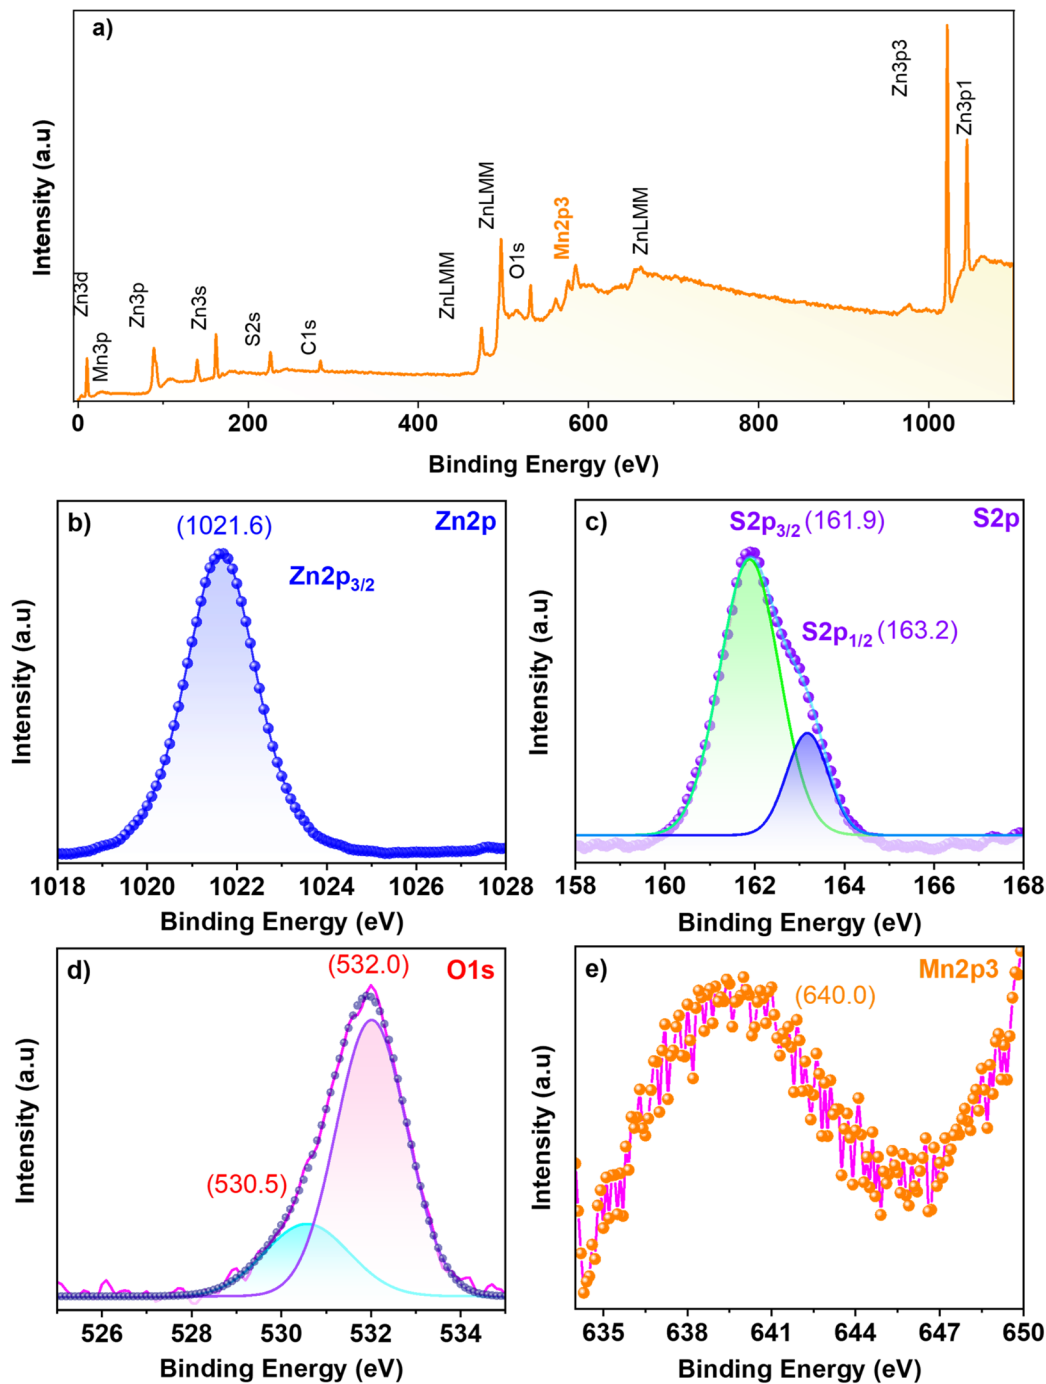 a)
Intensity (a.u)
Zn3d
Mn3p
Zn3p
Zn3s
S2s
C1s
ZnLMM
ZnLMM
O1s
Mn2p3
ZnLMM
Zn3p3
Zn3p1
0 200 400 600 800 1000
Binding Energy (eV)
b)
(1021.6)
Zn2p
Zn2p3/2
Intensity (a.u)
1018 1020 1022 1024 1026 1028
Binding Energy (eV)
c)
S2p3/2 (161.9)
S2p
S2p1/2 (163.2)
Intensity (a.u)
158 160 162 164 166 168
Binding Energy (eV)
d)
(532.0)
O1s
(530.5)
Intensity (a.u)
526 528 530 532 534
Binding Energy (eV)
e)
Mn2p3
(640.0)
Intensity (a.u)
635 638 641 644 647 650
Binding Energy (eV)